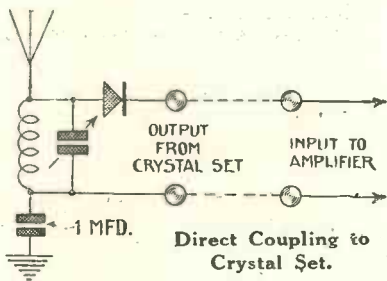 OUTPUT
FROM
CRYSTAL SET
INPUT TO
AMPLIFIER
·1 MFD.
Direct Coupling to
Crystal Set.